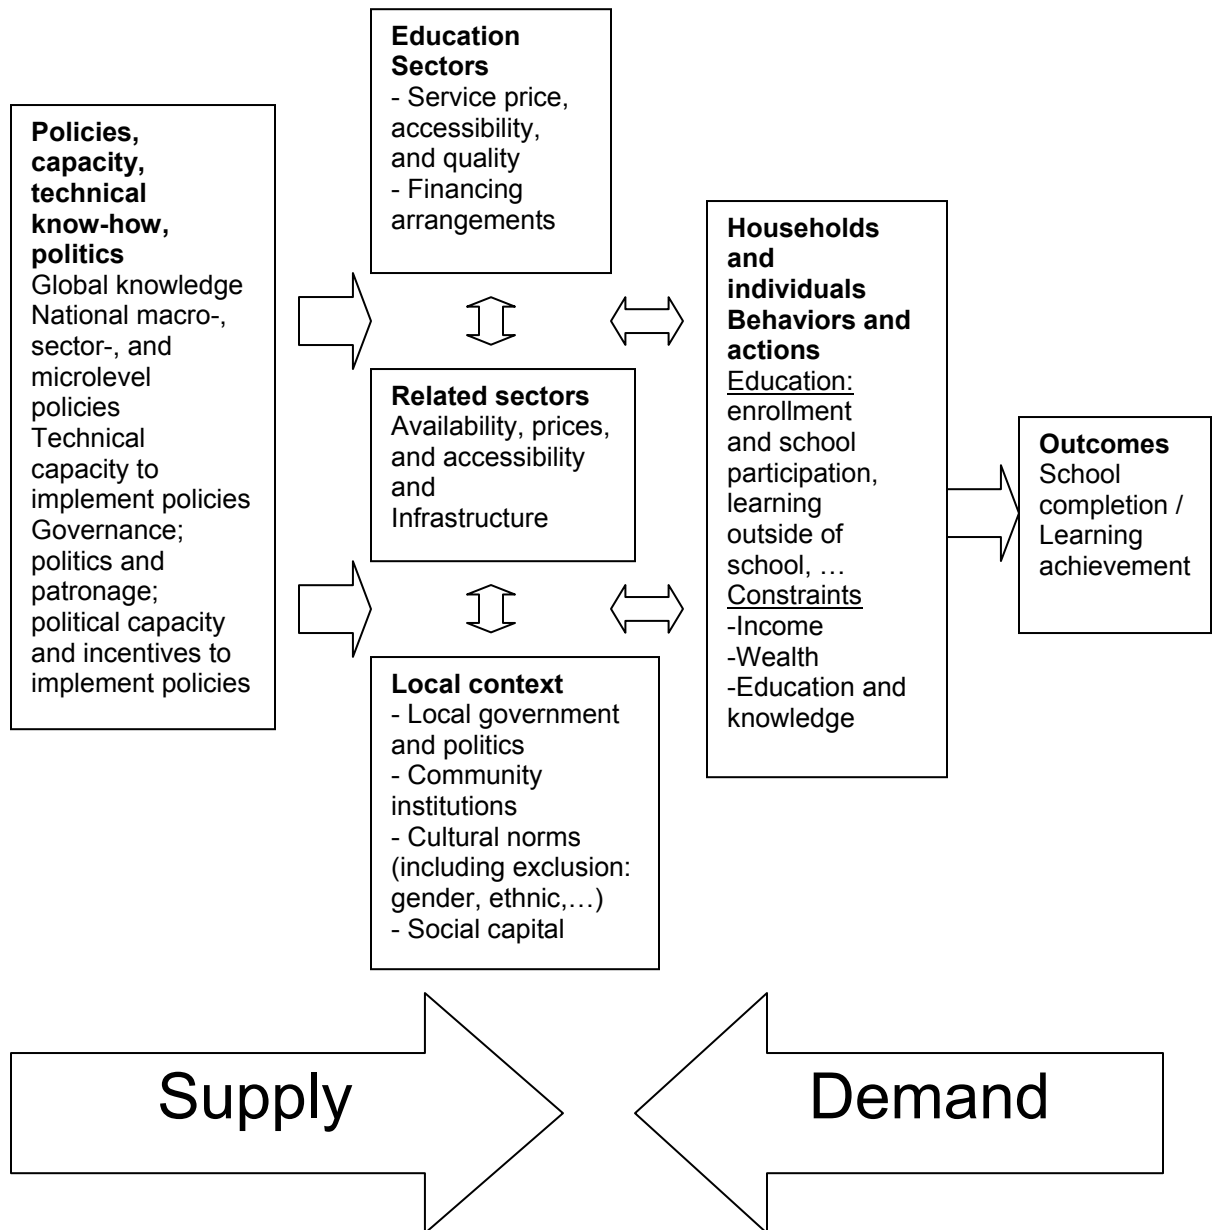 Policies,
capacity,
technical
know-how,
politics
Global knowledge
National macro-,
sector-, and
microlevel
policies
Technical
capacity to
implement policies
Governance;
politics and
patronage;
political capacity
and incentives to
implement policies
Education
Sectors
- Service price,
accessibility,
and quality
- Financing
arrangements
Related sectors
Availability, prices,
and accessibility
and
Infrastructure
Local context
- Local government
and politics
- Community
institutions
- Cultural norms
(including exclusion:
gender, ethnic,…)
- Social capital
Households
and
individuals
Behaviors and
actions
Education:
enrollment
and school
participation,
learning
outside of
school, …
Constraints
-Income
-Wealth
-Education and
knowledge
Outcomes
School
completion /
Learning
achievement
Supply
Demand